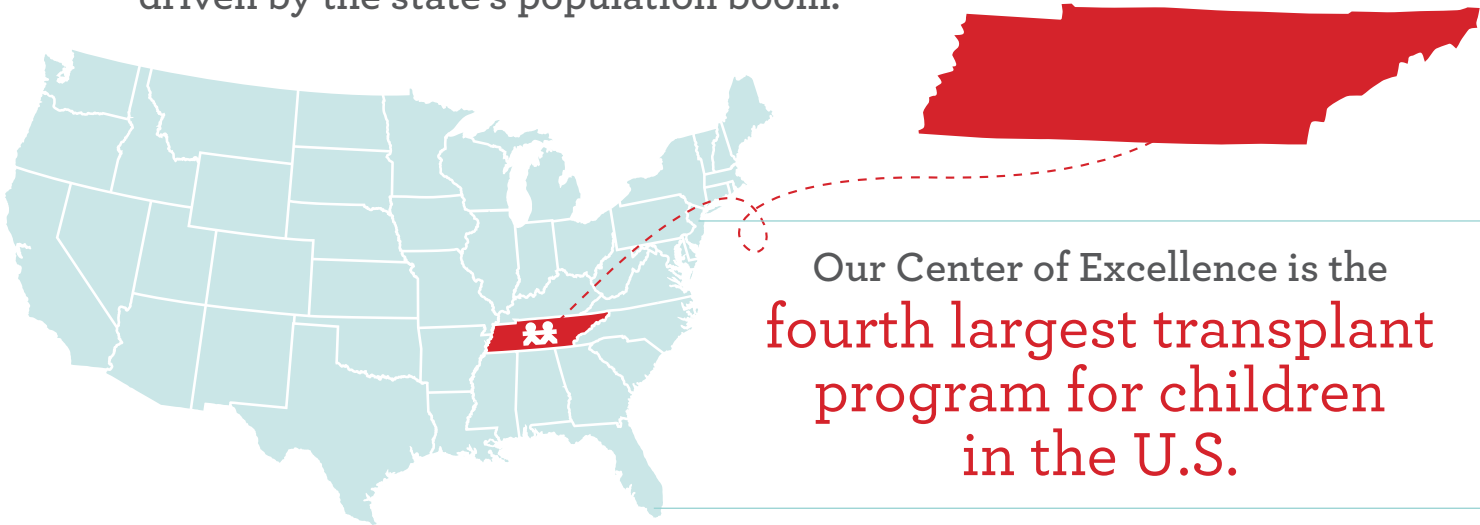 driven by the state's population boom.
Our Center of Excellence is the
fourth largest transplant
program for children
in the U.S.